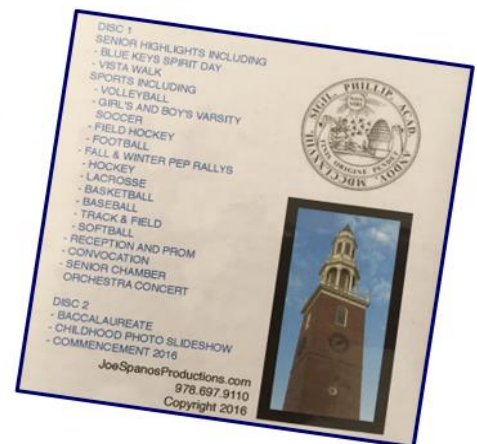 DISC 1
SENIOR HIGHLIGHTS INCLUDING
- BLUE KEYS SPIRIT DAY
- VISTA WALK
SPORTS INCLUDING
- VOLLEYBALL
- GIRL'S AND BOY'S VARSITY
SOCCER
- FIELD HOCKEY
- FOOTBALL
- FALL & WINTER PEP RALLYS
- HOCKEY
- LACROSSE
- BASKETBALL
- BASEBALL
- TRACK & FIELD
- SOFTBALL
- RECEPTION AND PROM
- CONVOCATION
- SENIOR CHAMBER
ORCHESTRA CONCERT
DISC 2
- BACCALAUREATE
- CHILDHOOD PHOTO SLIDESHOW
- COMMENCEMENT 2016
JoeSpanosProductions.com
978.697.9110
Copyright 2016
SIGIL. PHILLIP. ACAD. ANDOV. MDCCLXXVIII.
FINIS ORIGINE PENDET